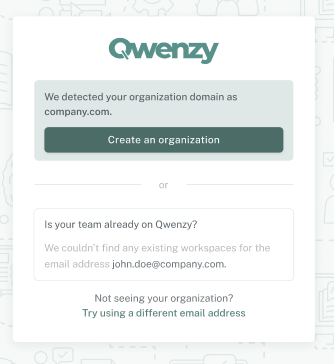 Qwenzy
We detected your organization domain as
company.com.
Create an organization
or
Is your team already on Qwenzy?
We couldn't find any existing workspaces for the
email address john.doe@company.com.
Not seeing your organization?
Try using a different email address